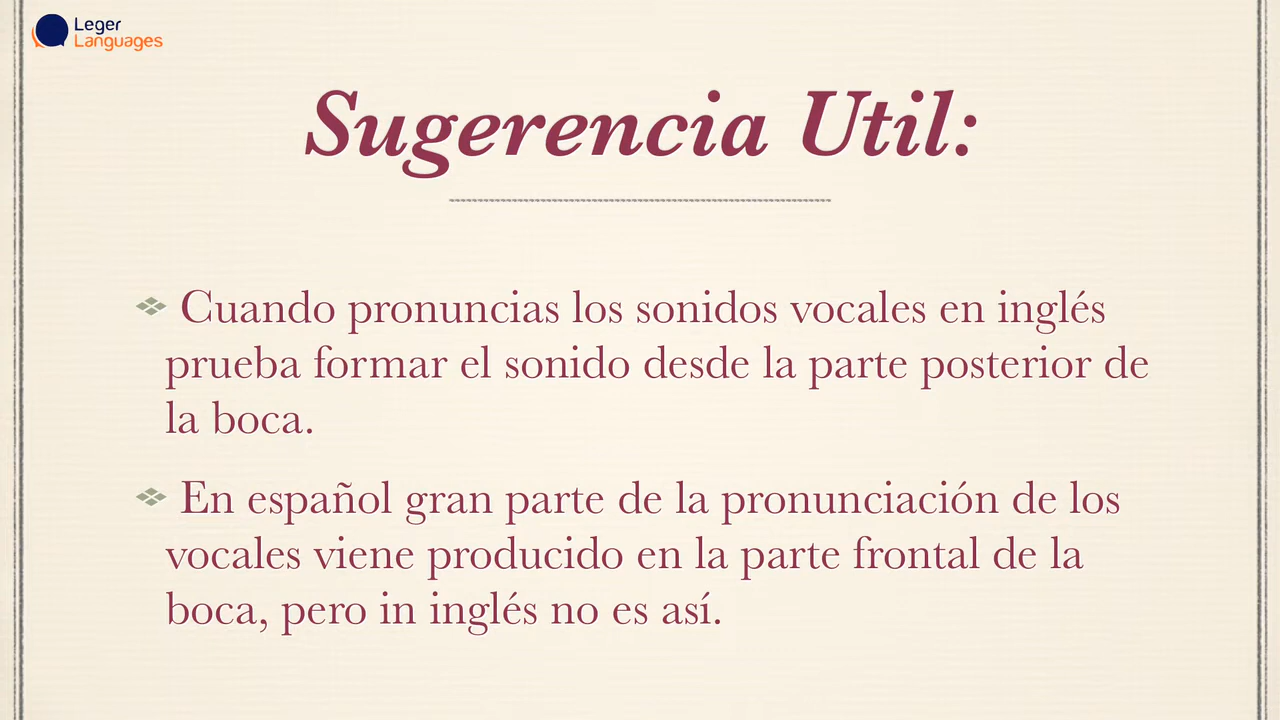 Leger
Languages
Sugerencia Util:
Cuando pronuncias los sonidos vocales en inglés
prueba formar el sonido desde la parte posterior de
la boca.
En español gran parte de la pronunciación de los
vocales viene producido en la parte frontal de la
boca, pero in inglés no es así.